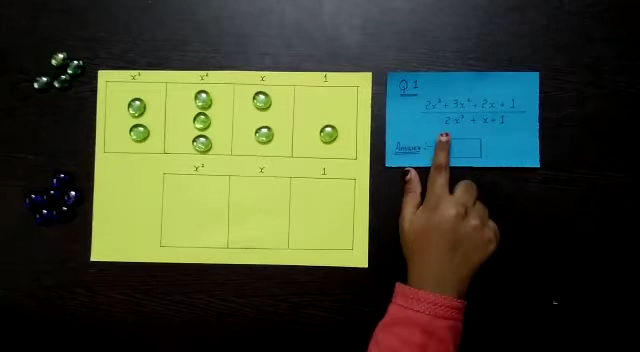 x³ x² x 1
x² x 1
Q 1
2x³ + 3x² + 2x + 1
2x² + x + 1
Answer :-